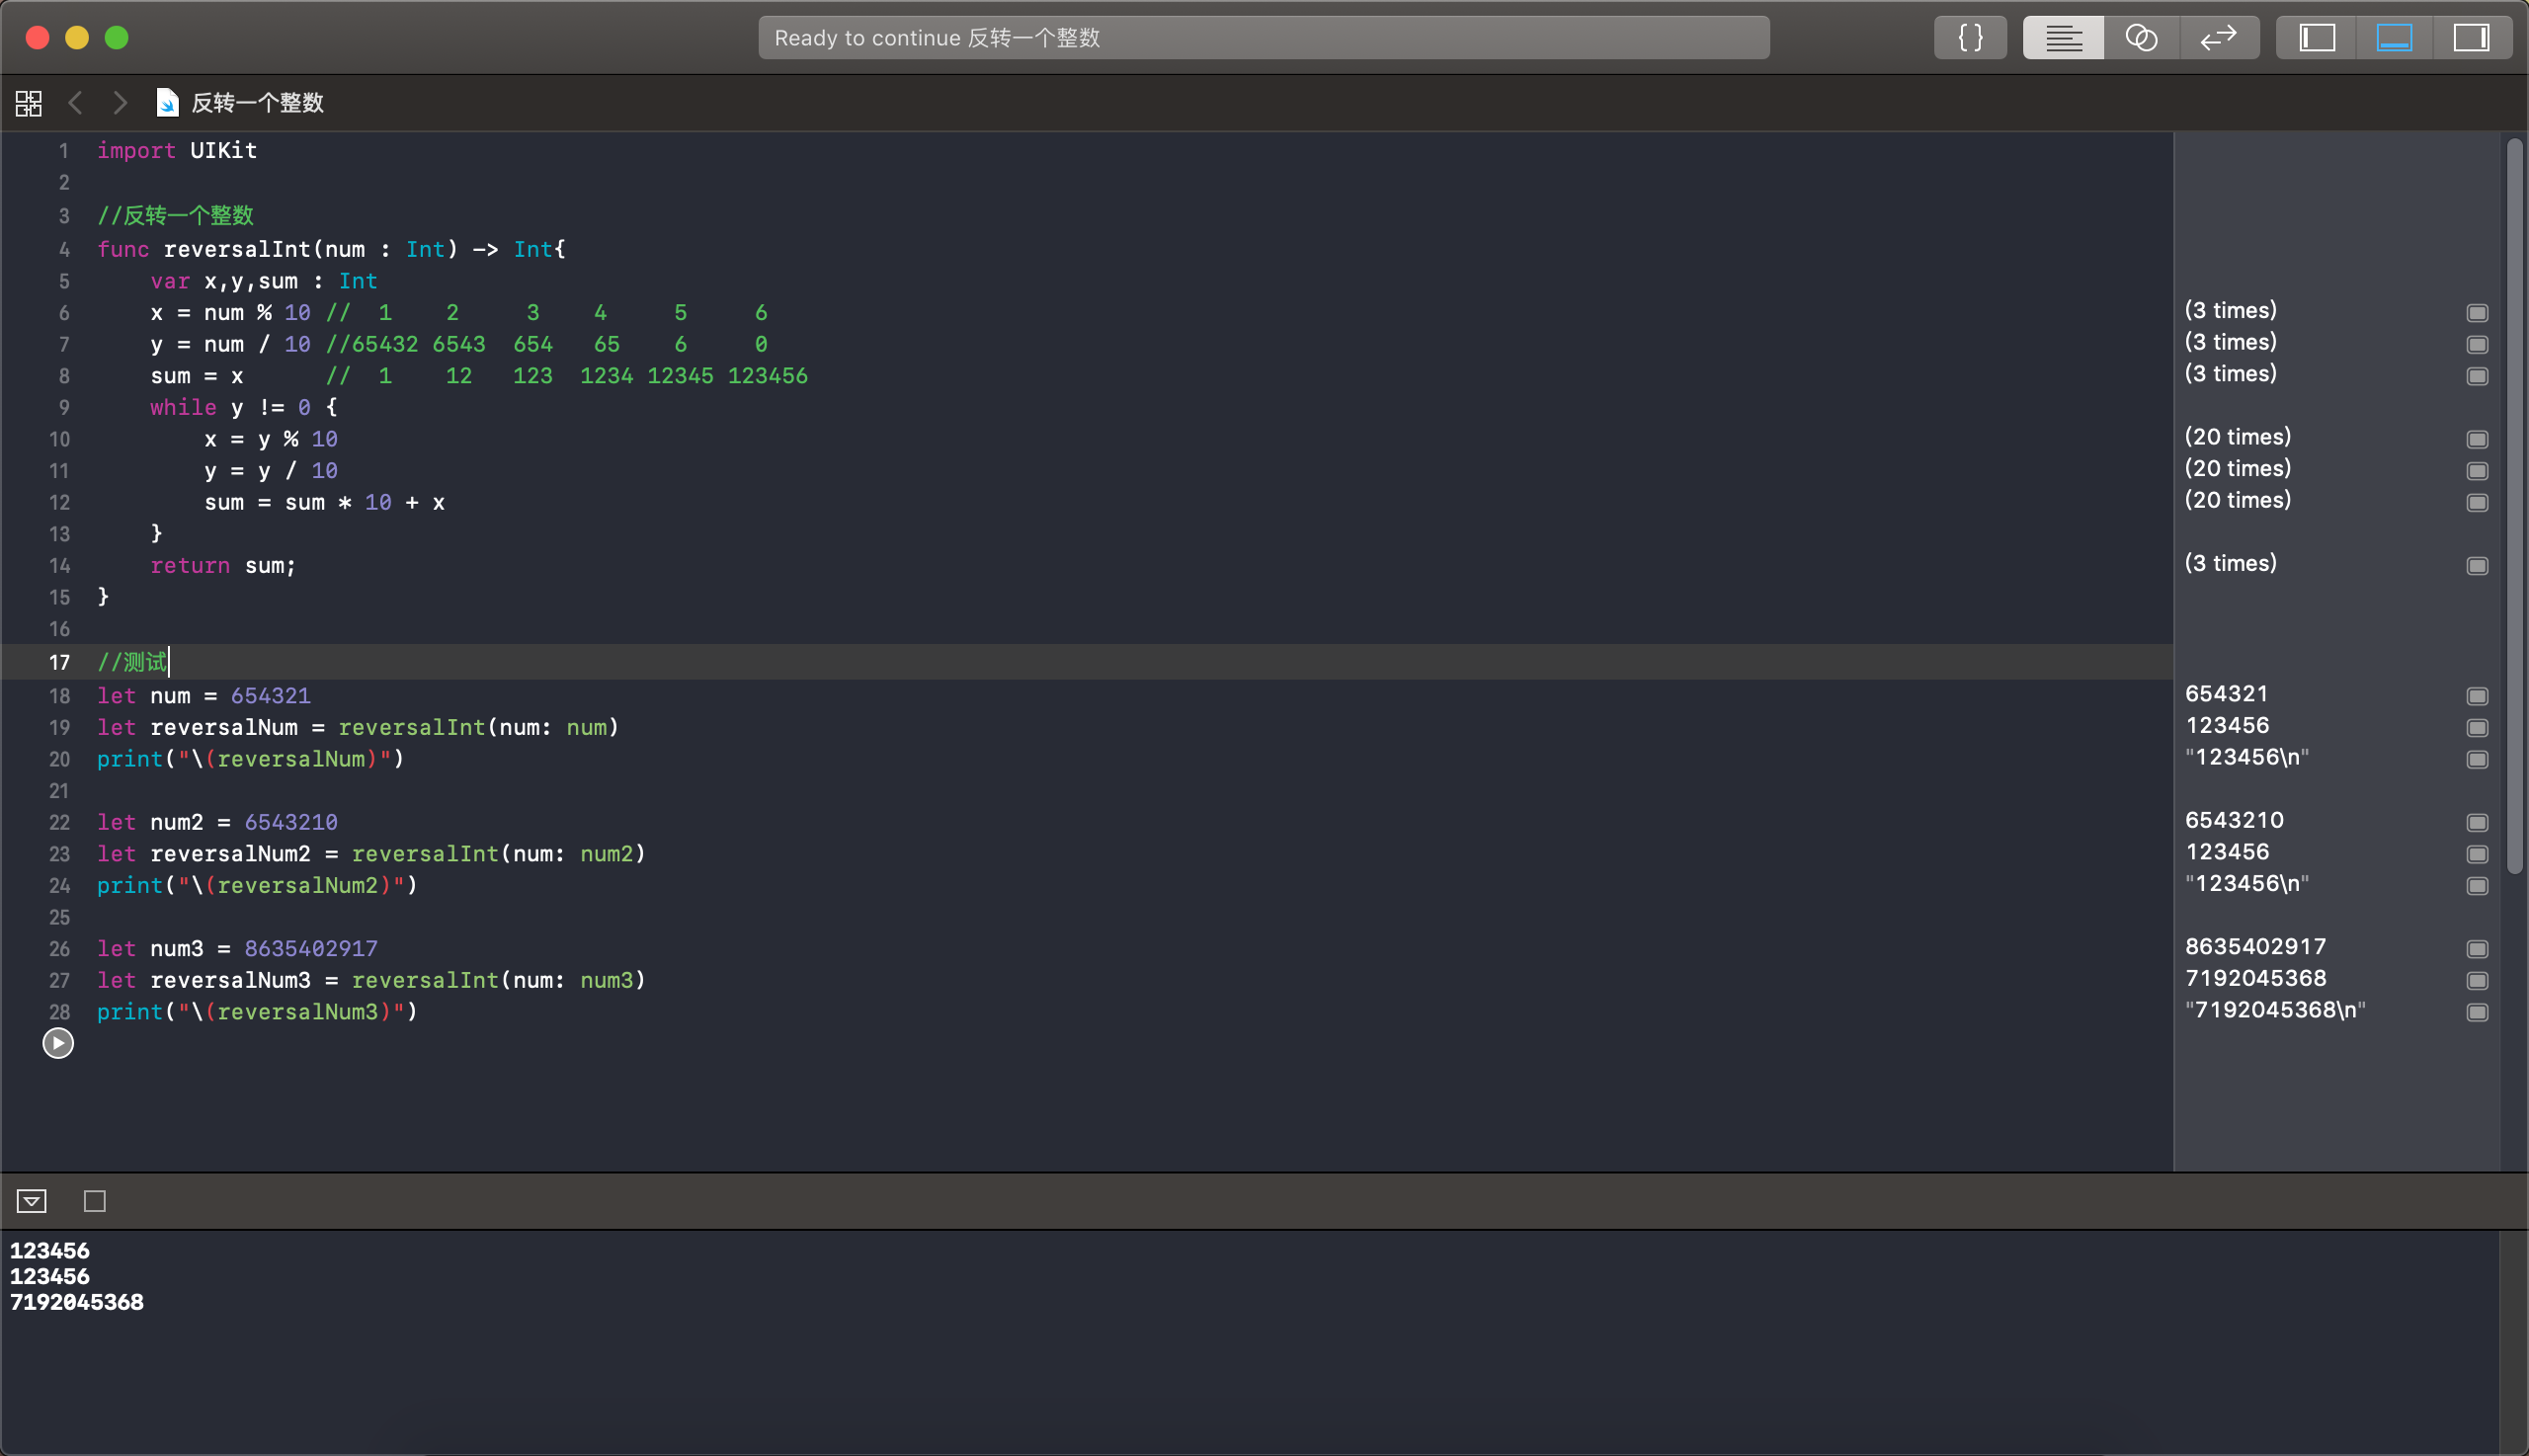 Ready to continue 反转一个整数
{}
反转一个整数
1 import UIKit
2
3 //反转一个整数
4 func reversalInt(num : Int) -> Int{
5     var x,y,sum : Int
6     x = num % 10 //  1    2     3    4     5     6 (3 times)
7     y = num / 10 //65432 6543  654   65    6     0 (3 times)
8     sum = x      //  1    12   123  1234 12345 123456 (3 times)
9     while y != 0 {
10         x = y % 10 (20 times)
11         y = y / 10 (20 times)
12         sum = sum * 10 + x (20 times)
13     }
14     return sum; (3 times)
15 }
16
17 //测试
18 let num = 654321 654321
19 let reversalNum = reversalInt(num: num) 123456
20 print("\(reversalNum)") "123456\n"
21
22 let num2 = 6543210 6543210
23 let reversalNum2 = reversalInt(num: num2) 123456
24 print("\(reversalNum2)") "123456\n"
25
26 let num3 = 8635402917 8635402917
27 let reversalNum3 = reversalInt(num: num3) 7192045368
28 print("\(reversalNum3)") "7192045368\n"
123456
123456
7192045368